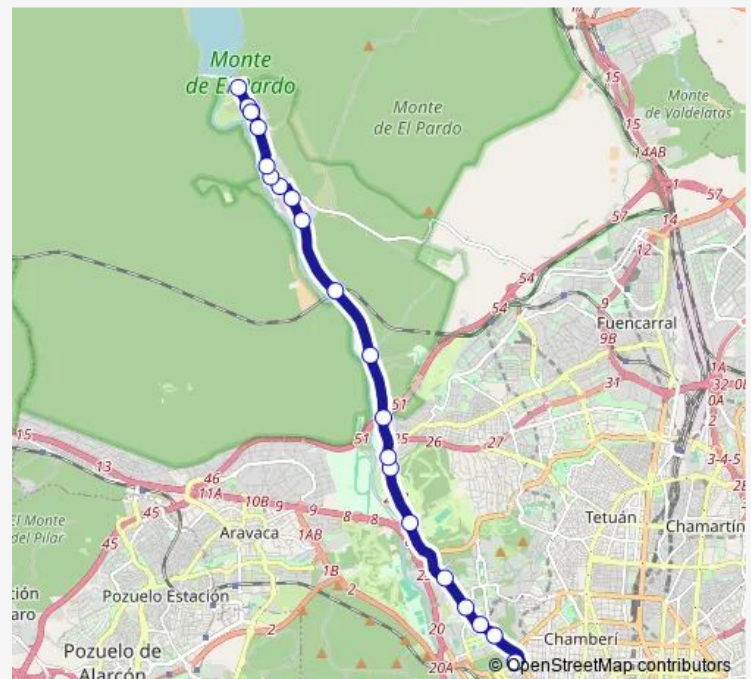 Monte
de El Pardo
Monte
de El Pardo
Monte
de Valdelatas
15
15
14AB
1
57
57
14
12
54
54
9
Fuencarral
9B
31
1A
32
0A
2
51
51
25
26
27
15
13
46
11A
10B
9
9
8
8
45
45
1AB
Aravaca
El Monte
del Pilar
Tetuán
Chamartín
3-4-5
1B
2
2
Pozuelo Estación
20
20A
Chamberí
Pozuelo de
Alarcón
© OpenStreetMap contributors